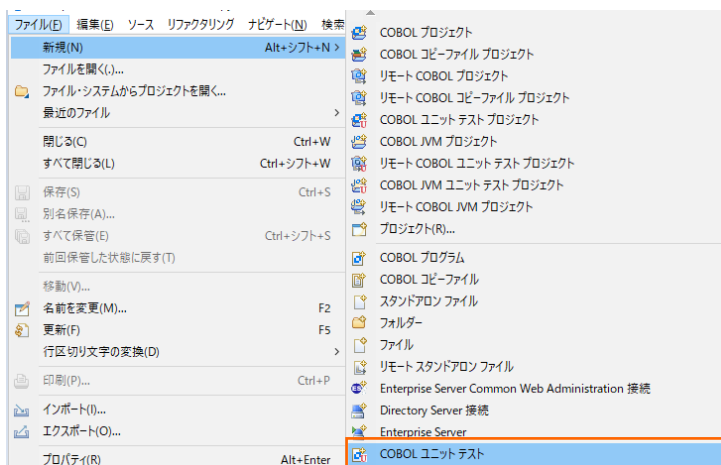 ファイル(F) 編集(E) ソース リファクタリング ナビゲート(N) 検索
新規(N) Alt+シフト+N >
ファイルを開く(.)...
ファイル・システムからプロジェクトを開く...
最近のファイル >
閉じる(C) Ctrl+W
すべて閉じる(L) Ctrl+シフト+W
保存(S) Ctrl+S
別名保存(A)...
すべて保管(E) Ctrl+シフト+S
前回保管した状態に戻す(T)
移動(V)...
名前を変更(M)... F2
更新(F) F5
行区切り文字の変換(D) >
印刷(P)... Ctrl+P
インポート(I)...
エクスポート(O)...
プロパティ(R) Alt+Enter
COBOL プロジェクト
COBOL コピーファイル プロジェクト
リモート COBOL プロジェクト
リモート COBOL コピーファイル プロジェクト
COBOL ユニット テスト プロジェクト
COBOL JVM プロジェクト
リモート COBOL ユニット テスト プロジェクト
COBOL JVM ユニット テスト プロジェクト
リモート COBOL JVM プロジェクト
プロジェクト(R)...
COBOL プログラム
COBOL コピーファイル
スタンドアロン ファイル
フォルダー
ファイル
リモート スタンドアロン ファイル
Enterprise Server Common Web Administration 接続
Directory Server 接続
Enterprise Server
COBOL ユニット テスト